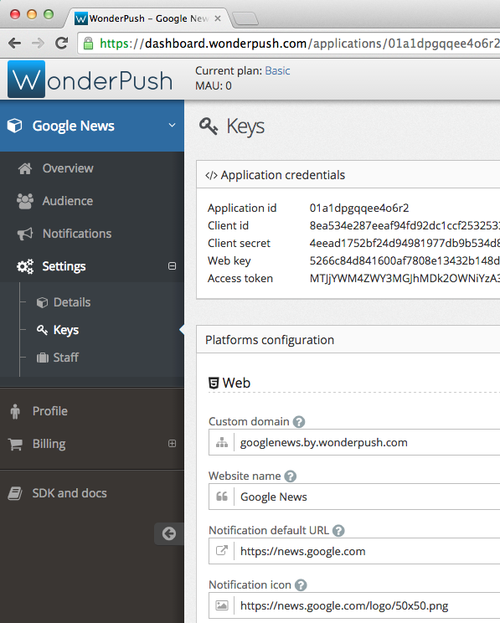 WonderPush – Google New
https://dashboard.wonderpush.com/applications/01a1dpgqqee4o6r2
WonderPush
Current plan: Basic
MAU: 0
Google News
Overview
Audience
Notifications
Settings
Details
Keys
Staff
Profile
Billing
SDK and docs
Keys
</> Application credentials
Application id 01a1dpgqqee4o6r2
Client id 8ea534e287eeaf94fd92dc1ccf2532533
Client secret 4eead1752bf24d94981977db9b534d8
Web key 5266c84d841600af7808e13432b148d
Access token MTJjYWM4ZWY3MGJhMDk2OWNiYzA3
Platforms configuration
Web
Custom domain ?
googlenews.by.wonderpush.com
Website name ?
Google News
Notification default URL ?
https://news.google.com
Notification icon ?
https://news.google.com/logo/50x50.png